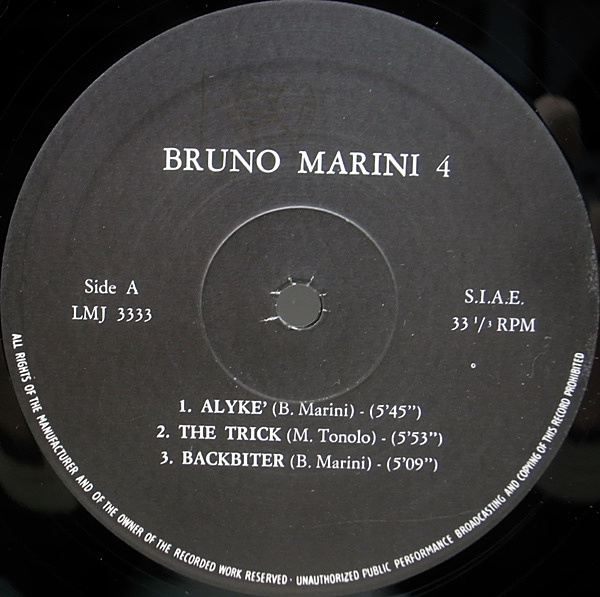 BRUNO MARINI 4
Side A
LMJ 3333
S.I.A.E.
33 1/3 RPM
1. ALYKE' (B. Marini) - (5'45")
2. THE TRICK (M. Tonolo) - (5'53")
3. BACKBITER (B. Marini) - (5'09")
ALL RIGHTS OF THE MANUFACTURER AND OF THE OWNER OF THE RECORDED WORK RESERVED · UNAUTHORIZED PUBLIC PERFORMANCE BROADCASTING AND COPYING OF THIS RECORD PROHIBITED